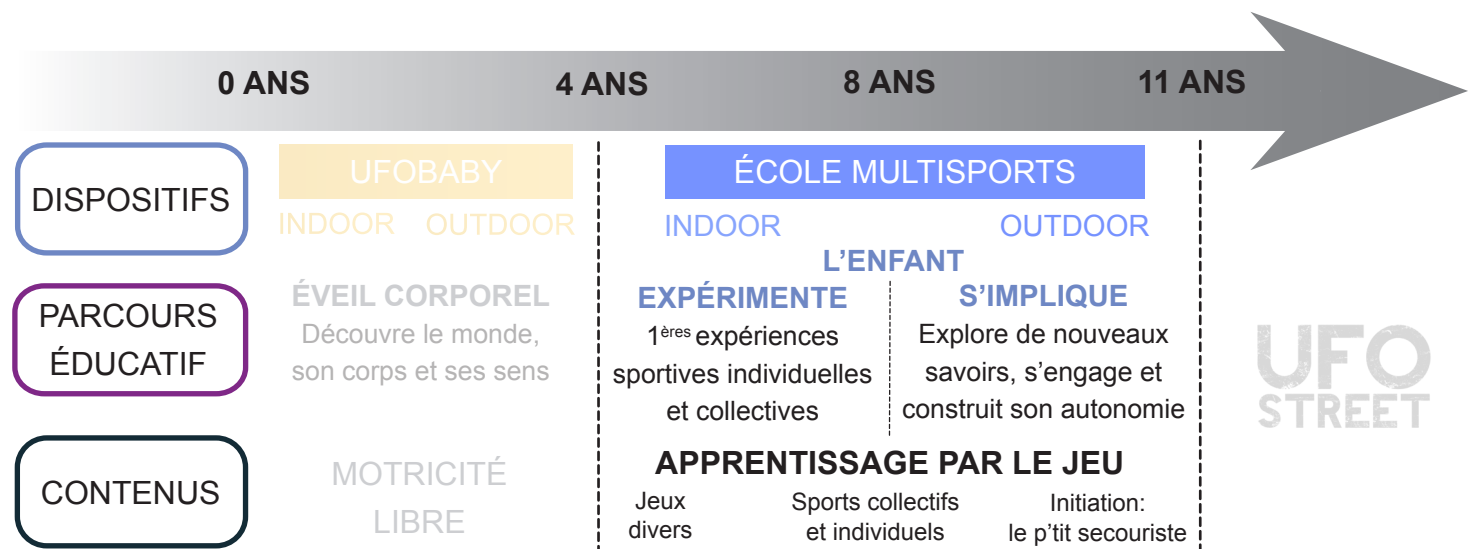 0 ANS 4 ANS 8 ANS 11 ANS
DISPOSITIFS
UFOBABY
INDOOR OUTDOOR
ÉCOLE MULTISPORTS
INDOOR OUTDOOR
L'ENFANT
PARCOURS
ÉDUCATIF
ÉVEIL CORPOREL
Découvre le monde,
son corps et ses sens
EXPÉRIMENTE
1ères expériences
sportives individuelles
et collectives
S'IMPLIQUE
Explore de nouveaux
savoirs, s'engage et
construit son autonomie
UFO
STREET
CONTENUS
MOTRICITÉ
LIBRE
APPRENTISSAGE PAR LE JEU
Jeux
divers
Sports collectifs
et individuels
Initiation:
le p'tit secouriste